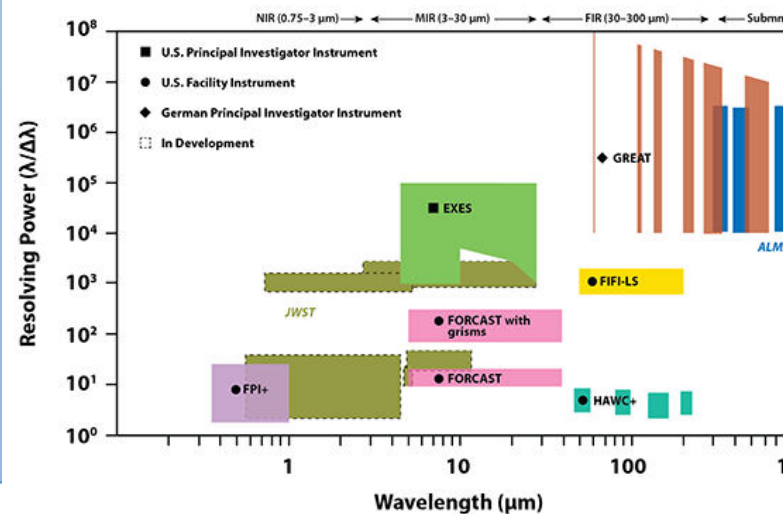 NIR (0.75–3 µm)
MIR (3–30 µm)
FIR (30–300 µm)
Submm
10⁸
10⁷
10⁶
10⁵
10⁴
10³
10²
10¹
10⁰
Resolving Power (λ/Δλ)
U.S. Principal Investigator Instrument
U.S. Facility Instrument
German Principal Investigator Instrument
In Development
GREAT
EXES
ALM
FIFI-LS
JWST
FORCAST with
grisms
FORCAST
FPI+
HAWC+
1
10
100
1
Wavelength (µm)